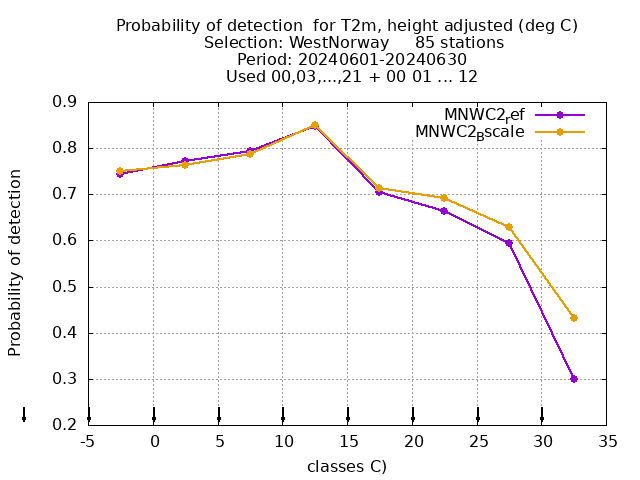 Probability of detection  for T2m, height adjusted (deg C)
Selection: WestNorway     85 stations
Period: 20240601-20240630
Used 00,03,...,21 + 00 01 ... 12
MNWC2_ref
MNWC2_Bscale
Probability of detection
0.9
0.8
0.7
0.6
0.5
0.4
0.3
0.2
-5 0 5 10 15 20 25 30 35
classes C)